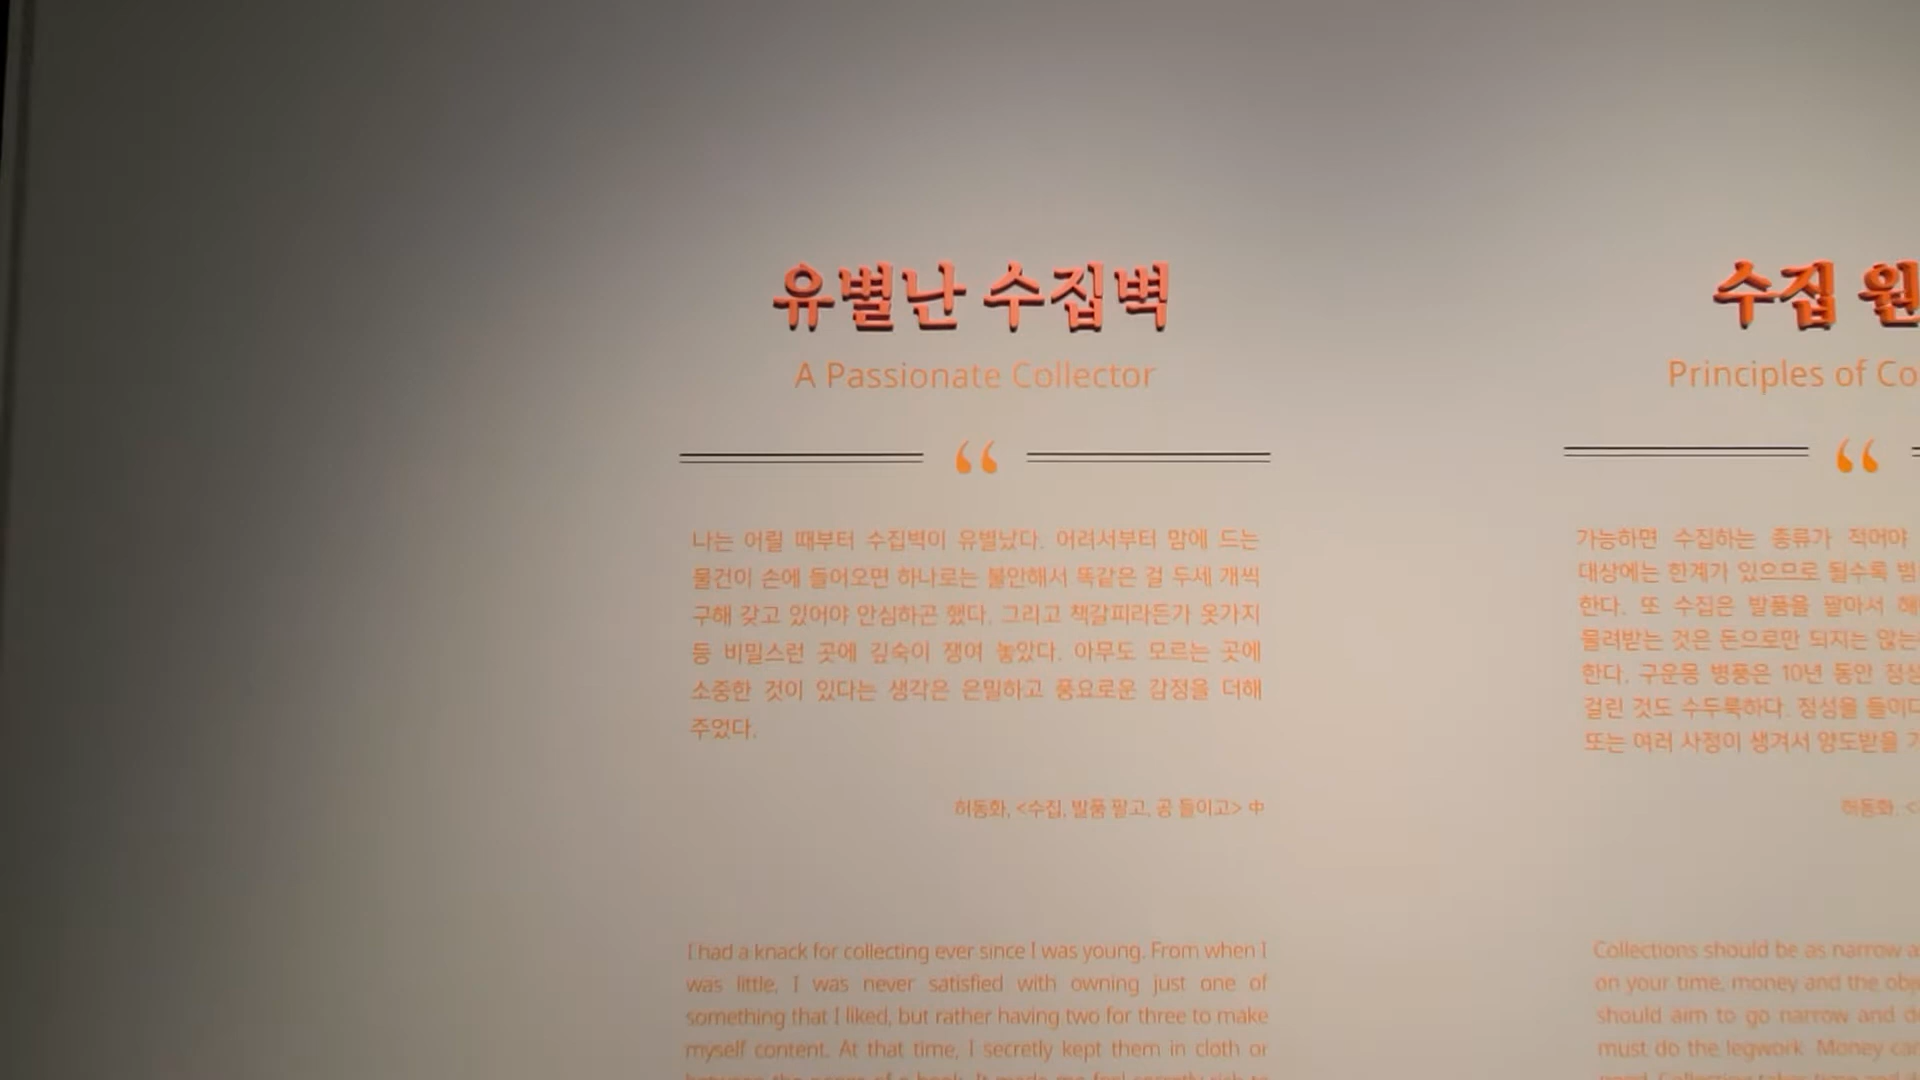 유별난 수집벽
A Passionate Collector
“
나는 어릴 때부터 수집벽이 유별났다. 어려서부터 맘에 드는
물건이 손에 들어오면 하나로는 불안해서 똑같은 걸 두세 개씩
구해 갖고 있어야 안심하곤 했다. 그리고 책갈피라든가 옷가지
등 비밀스런 곳에 깊숙이 쟁여 놓았다. 아무도 모르는 곳에
소중한 것이 있다는 생각은 은밀하고 풍요로운 감정을 더해
주었다.
허동화, <수집, 발품 팔고, 공 들이고> 中
I had a knack for collecting ever since I was young. From when I
was little, I was never satisfied with owning just one of
something that I liked, but rather having two for three to make
myself content. At that time, I secretly kept them in cloth or
수집 원
Principles of Co
“
가능하면 수집하는 종류가 적어야
대상에는 한계가 있으므로 될수록 범
한다. 또 수집은 발품을 팔아서 해
물려받는 것은 돈으로만 되지는 않는
한다. 구운몽 병풍은 10년 동안 정성
걸린 것도 수두룩하다. 정성을 들이다
또는 여러 사정이 생겨서 양도받을 기
허동화, <
Collections should be as narrow a
on your time, money and the obj
should aim to go narrow and d
must do the legwork. Money can